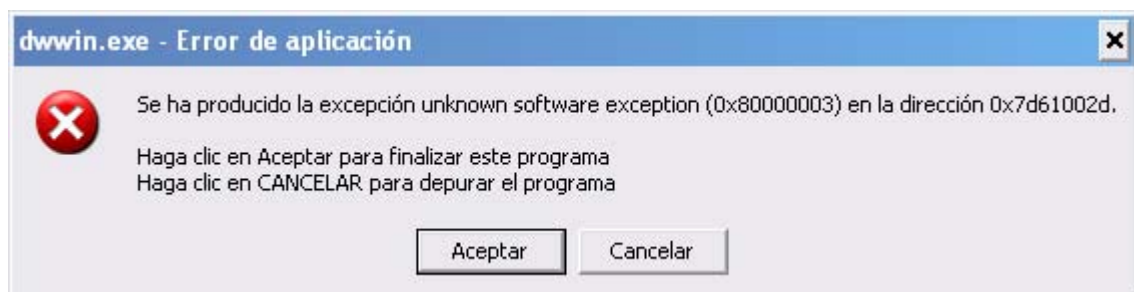 dwwin.exe - Error de aplicación
Se ha producido la excepción unknown software exception (0x80000003) en la dirección 0x7d61002d.
Haga clic en Aceptar para finalizar este programa
Haga clic en CANCELAR para depurar el programa
Aceptar
Cancelar